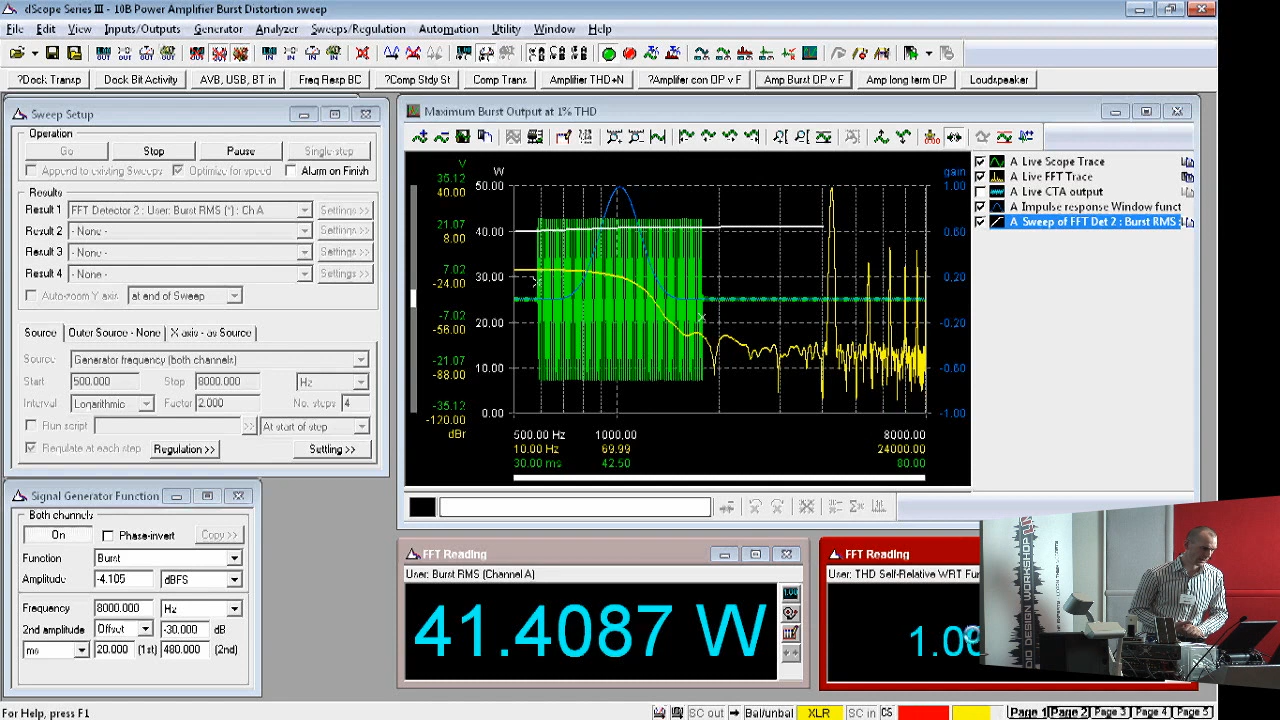 dScope Series III - 10B Power Amplifier Burst Distortion sweep
File Edit View Inputs/Outputs Generator Analyzer Sweeps/Regulation Automation Utility Window Help
?Dock Transp Dock Bit Activity AVB, USB, BT in Freq Resp BC ?Comp Stdy St Comp Trans Amplifier THD+N ?Amplifer con OP v F Amp Burst OP v F Amp long term OP Loudspeaker
Sweep Setup
Operation
Go Stop Pause Single-step
Append to existing Sweeps Optimize for speed Alarm on Finish
Results
Result 1 FFT Detector 2 : User: Burst RMS (*) : Ch A Settings >>
Result 2 - None - Settings >>
Result 3 - None - Settings >>
Result 4 - None - Settings >>
Auto-zoom Y axis at end of Sweep
Source Outer Source - None X axis - as Source
Source: Generator frequency (both channels)
Start 500.000 Stop 8000.000 Hz
Interval Logarithmic Factor 2.000 No. steps 4
Run script >> At start of step
Regulate at each step Regulation >> Settling >>
Signal Generator Function
Both channels
On Phase-invert Copy >>
Function Burst
Amplitude -4.105 dBFS
Frequency 8000.000 Hz
2nd amplitude Offset -30.000 dB
ms 20.000 (1st) 480.000 (2nd)
Maximum Burst Output at 1% THD
V
35.12 W
40.00 50.00
21.07
8.00 40.00
7.02
-24.00 30.00
-7.02
-56.00 20.00
-21.07
-88.00 10.00
-35.12
-120.00 0.00
dBr
gain
1.00
0.60
0.20
-0.20
-0.60
-1.00
500.00 Hz 1000.00 8000.00
10.00 Hz 69.99 24000.00
30.00 ms 42.50 80.00
A Live Scope Trace
A Live FFT Trace
A Live CTA output
A Impulse response Window funct
A Sweep of FFT Det 2 : Burst RMS
FFT Reading
User: Burst RMS (Channel A)
41.4087 W
FFT Reading
User: THD Self-Relative WRT Fu
1.00
For Help, press F1
SC out Bal/unbal XLR SC in CS Page 1 Page 2 Page 3 Page 4 Page 5